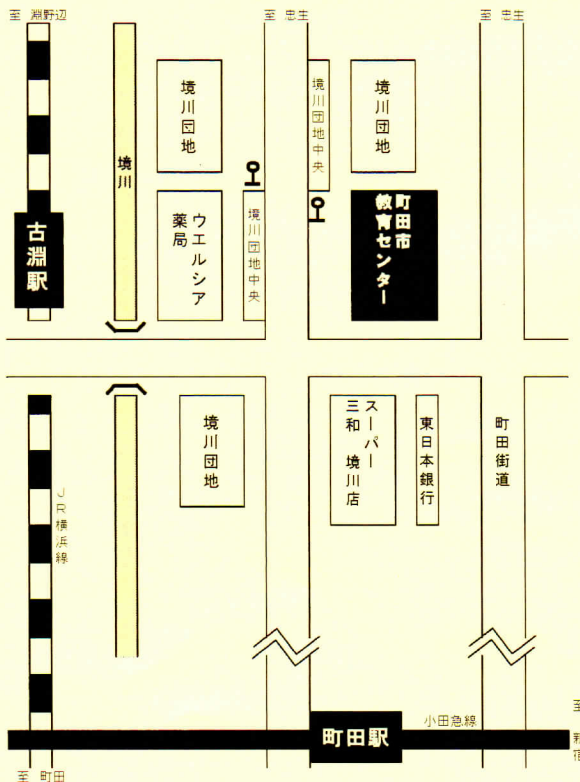 至 淵野辺
至 忠生
至 忠生
境川団地
境川団地中央
境川団地
境川
古淵駅
ウエルシア
薬局
境川団地中央
町田市
教育センター
境川団地
スーパー
三和 境川店
東日本銀行
町田街道
JR横浜線
小田急線
町田駅
至 新宿
至 町田